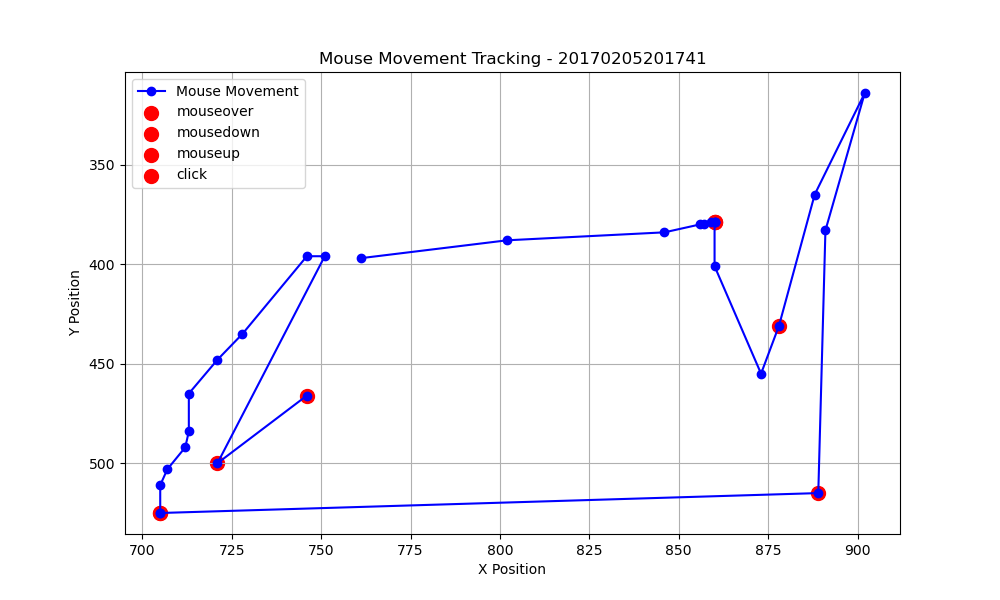 Mouse Movement Tracking - 20170205201741
Mouse Movement
mouseover
mousedown
mouseup
click
Y Position
350
400
450
500
700
725
750
775
800
825
850
875
900
X Position